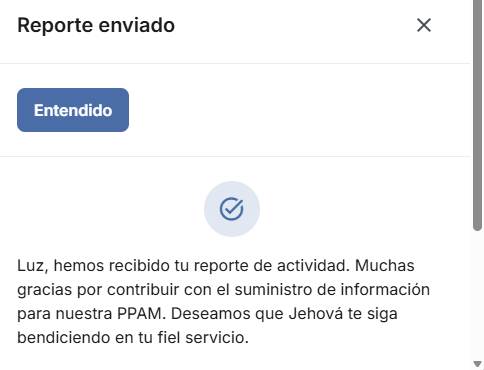 Reporte enviado
Entendido
Luz, hemos recibido tu reporte de actividad. Muchas
gracias por contribuir con el suministro de información
para nuestra PPAM. Deseamos que Jehová te siga
bendiciendo en tu fiel servicio.